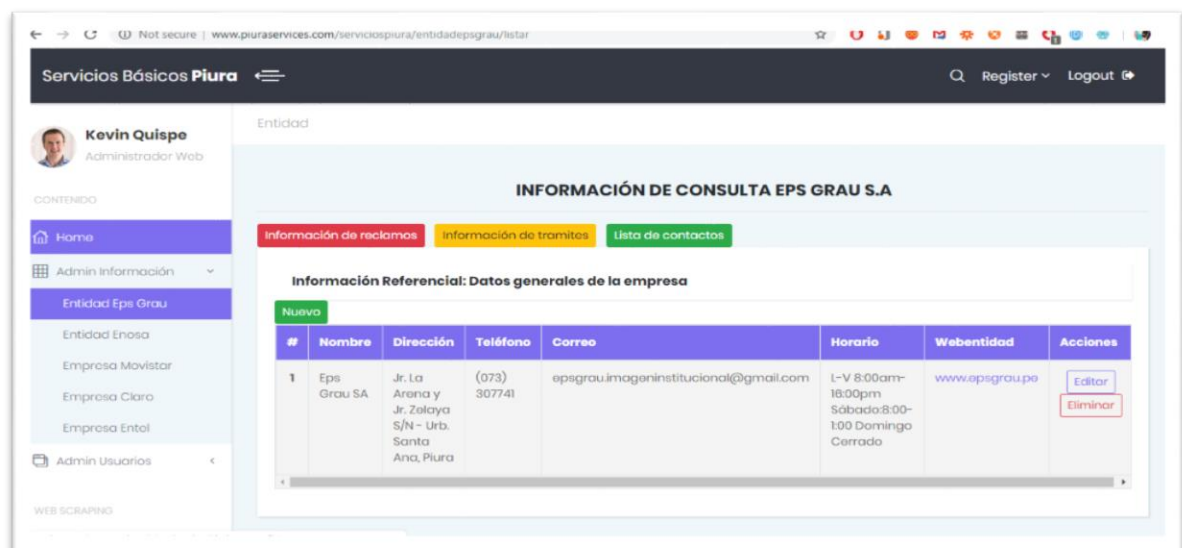 Not secure | www.piuraservices.com/serviciospiura/entidadepsgrau/listar
Servicios Básicos Piura
Register
Logout
Kevin Quispe
Administrador Web
Entidad
CONTENIDO
INFORMACIÓN DE CONSULTA EPS GRAU S.A
Home
Información de reclamos
Información de tramites
Lista de contactos
Admin Información
Información Referencial: Datos generales de la empresa
Entidad Eps Grau
Nuevo
Entidad Enosa
Empresa Movistar
Empresa Claro
Empresa Entel
Admin Usuarios
WEB SCRAPING
# Nombre Dirección Teléfono Correo Horario Webentidad Acciones
1
Eps
Grau SA
Jr. La
Arena y
Jr. Zelaya
S/N - Urb.
Santa
Ana, Piura
(073)
307741
epsgrau.imageninstitucional@gmail.com
L-V 8:00am-
16:00pm
Sábado:8:00-
1:00 Domingo
Cerrado
www.epsgrau.pe
Editar
Eliminar